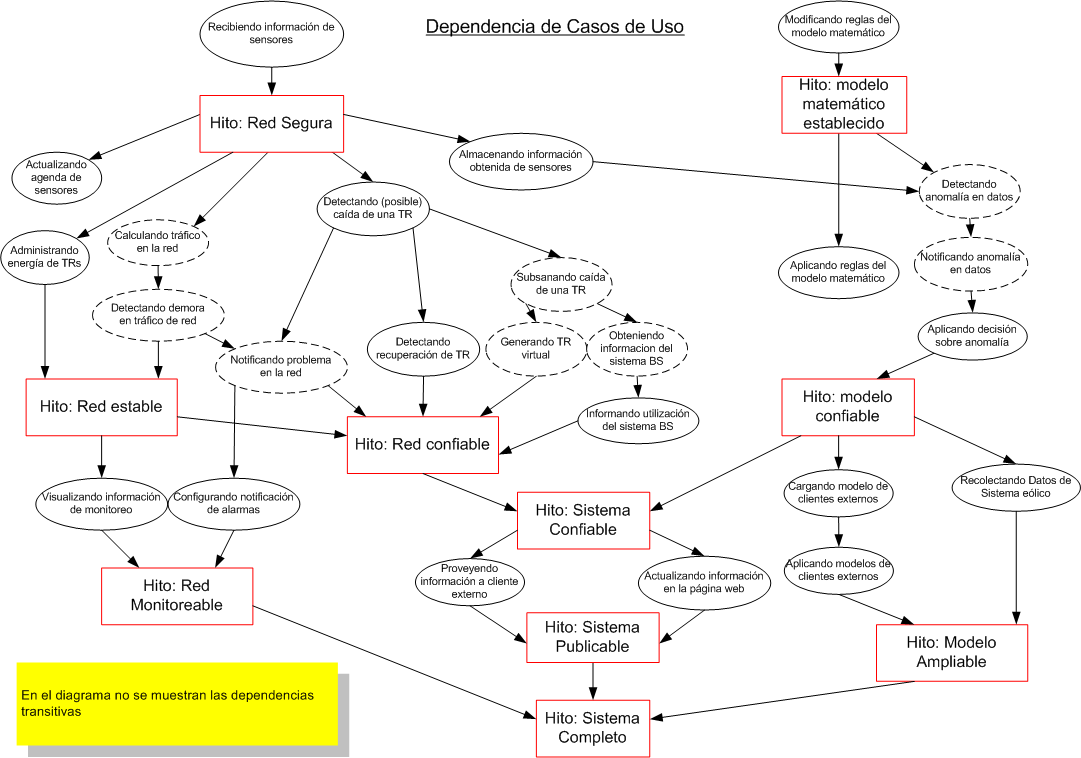 Dependencia de Casos de Uso
Recibiendo información de
sensores
Modificando reglas del
modelo matemático
Hito: Red Segura
Hito: modelo
matemático
establecido
Actualizando
agenda de
sensores
Almacenando información
obtenida de sensores
Detectando
anomalía en datos
Detectando (posible)
caída de una TR
Administrando
energía de TRs
Calculando tráfico
en la red
Subsanando caída
de una TR
Aplicando reglas del
modelo matemático
Notificando anomalía
en datos
Detectando demora
en tráfico de red
Notificando problema
en la red
Detectando
recuperación de TR
Generando TR
virtual
Obteniendo
informacion del
sistema BS
Aplicando decisión
sobre anomalía
Hito: Red estable
Hito: Red confiable
Informando utilización
del sistema BS
Hito: modelo
confiable
Visualizando información
de monitoreo
Configurando notificación
de alarmas
Hito: Sistema
Confiable
Cargando modelo de
clientes externos
Recolectando Datos de
Sistema eólico
Hito: Red
Monitoreable
Proveyendo
información a cliente
externo
Actualizando información
en la página web
Aplicando modelos de
clientes externos
Hito: Sistema
Publicable
Hito: Modelo
Ampliable
En el diagrama no se muestran las dependencias
transitivas
Hito: Sistema
Completo